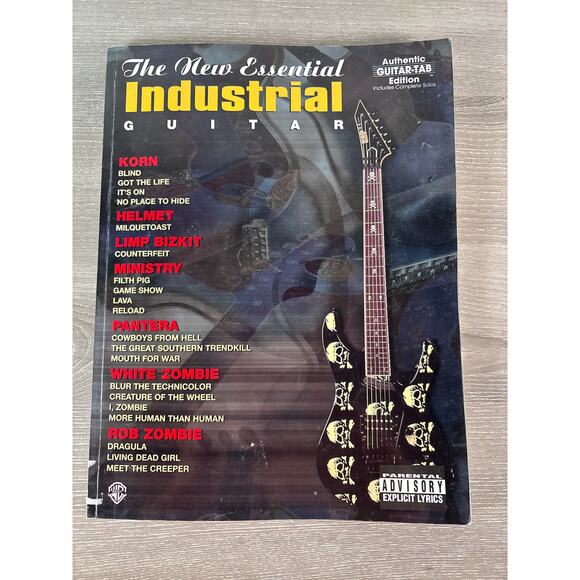 The New Essential
Industrial
GUITAR
Authentic
GUITAR-TAB
Edition
Includes Complete Solos
KORN
BLIND
GOT THE LIFE
IT'S ON
NO PLACE TO HIDE
HELMET
MILQUETOAST
LIMP BIZKIT
COUNTERFEIT
MINISTRY
FILTH PIG
GAME SHOW
LAVA
RELOAD
PANTERA
COWBOYS FROM HELL
THE GREAT SOUTHERN TRENDKILL
MOUTH FOR WAR
WHITE ZOMBIE
BLUR THE TECHNICOLOR
CREATURE OF THE WHEEL
I, ZOMBIE
MORE HUMAN THAN HUMAN
ROB ZOMBIE
DRAGULA
LIVING DEAD GIRL
MEET THE CREEPER
PARENTAL
ADVISORY
EXPLICIT LYRICS